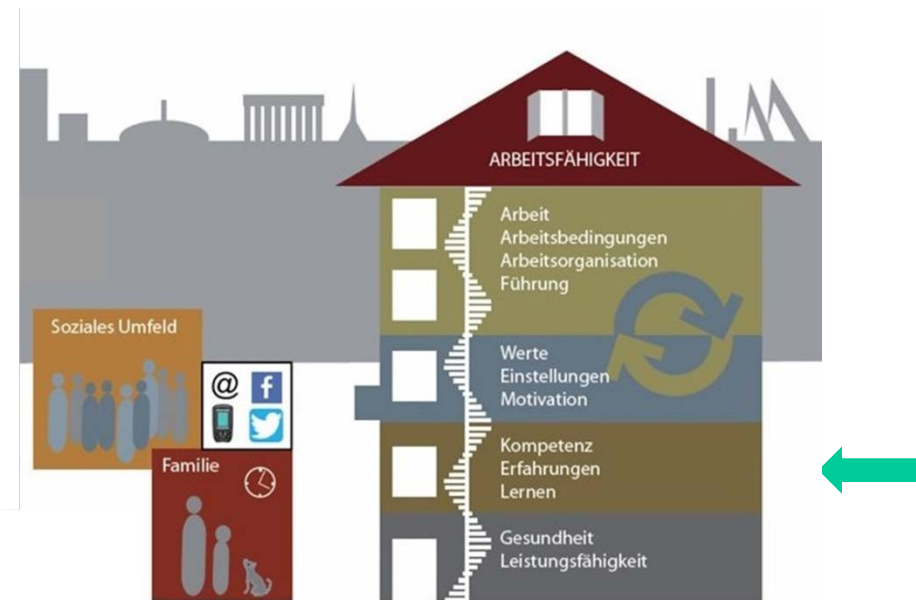 ARBEITSFÄHIGKEIT
Arbeit
Arbeitsbedingungen
Arbeitsorganisation
Führung
Werte
Einstellungen
Motivation
Kompetenz
Erfahrungen
Lernen
Gesundheit
Leistungsfähigkeit
Soziales Umfeld
@
f
Familie